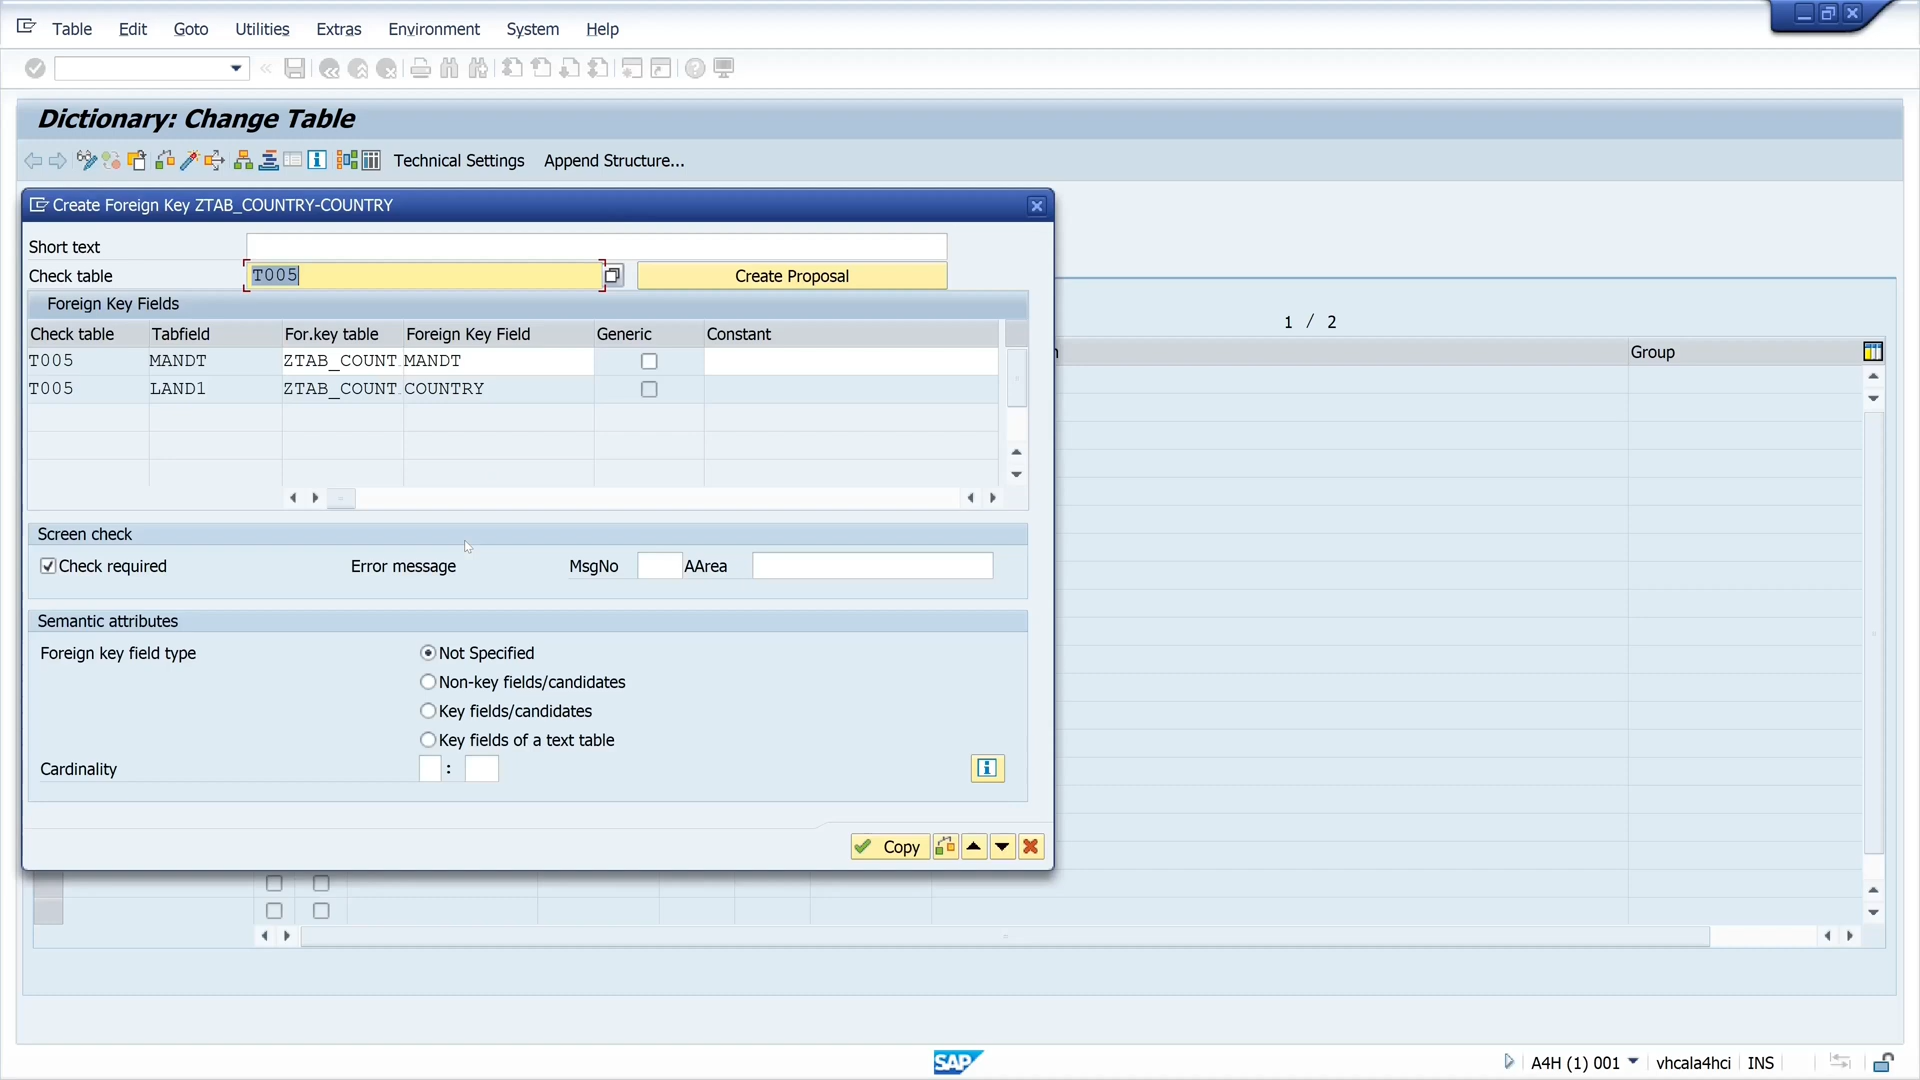 Table Edit Goto Utilities Extras Environment System Help
Dictionary: Change Table
Technical Settings Append Structure...
Create Foreign Key ZTAB_COUNTRY-COUNTRY
Short text
Check table T005 Create Proposal
Foreign Key Fields
1 / 2
Check table Tabfield For.key table Foreign Key Field Generic Constant
Group
T005 MANDT ZTAB_COUNT MANDT
T005 LAND1 ZTAB_COUNT COUNTRY
Screen check
Check required Error message MsgNo AArea
Semantic attributes
Foreign key field type Not Specified
Non-key fields/candidates
Key fields/candidates
Key fields of a text table
Cardinality :
Copy
SAP A4H (1) 001 vhcala4hci INS